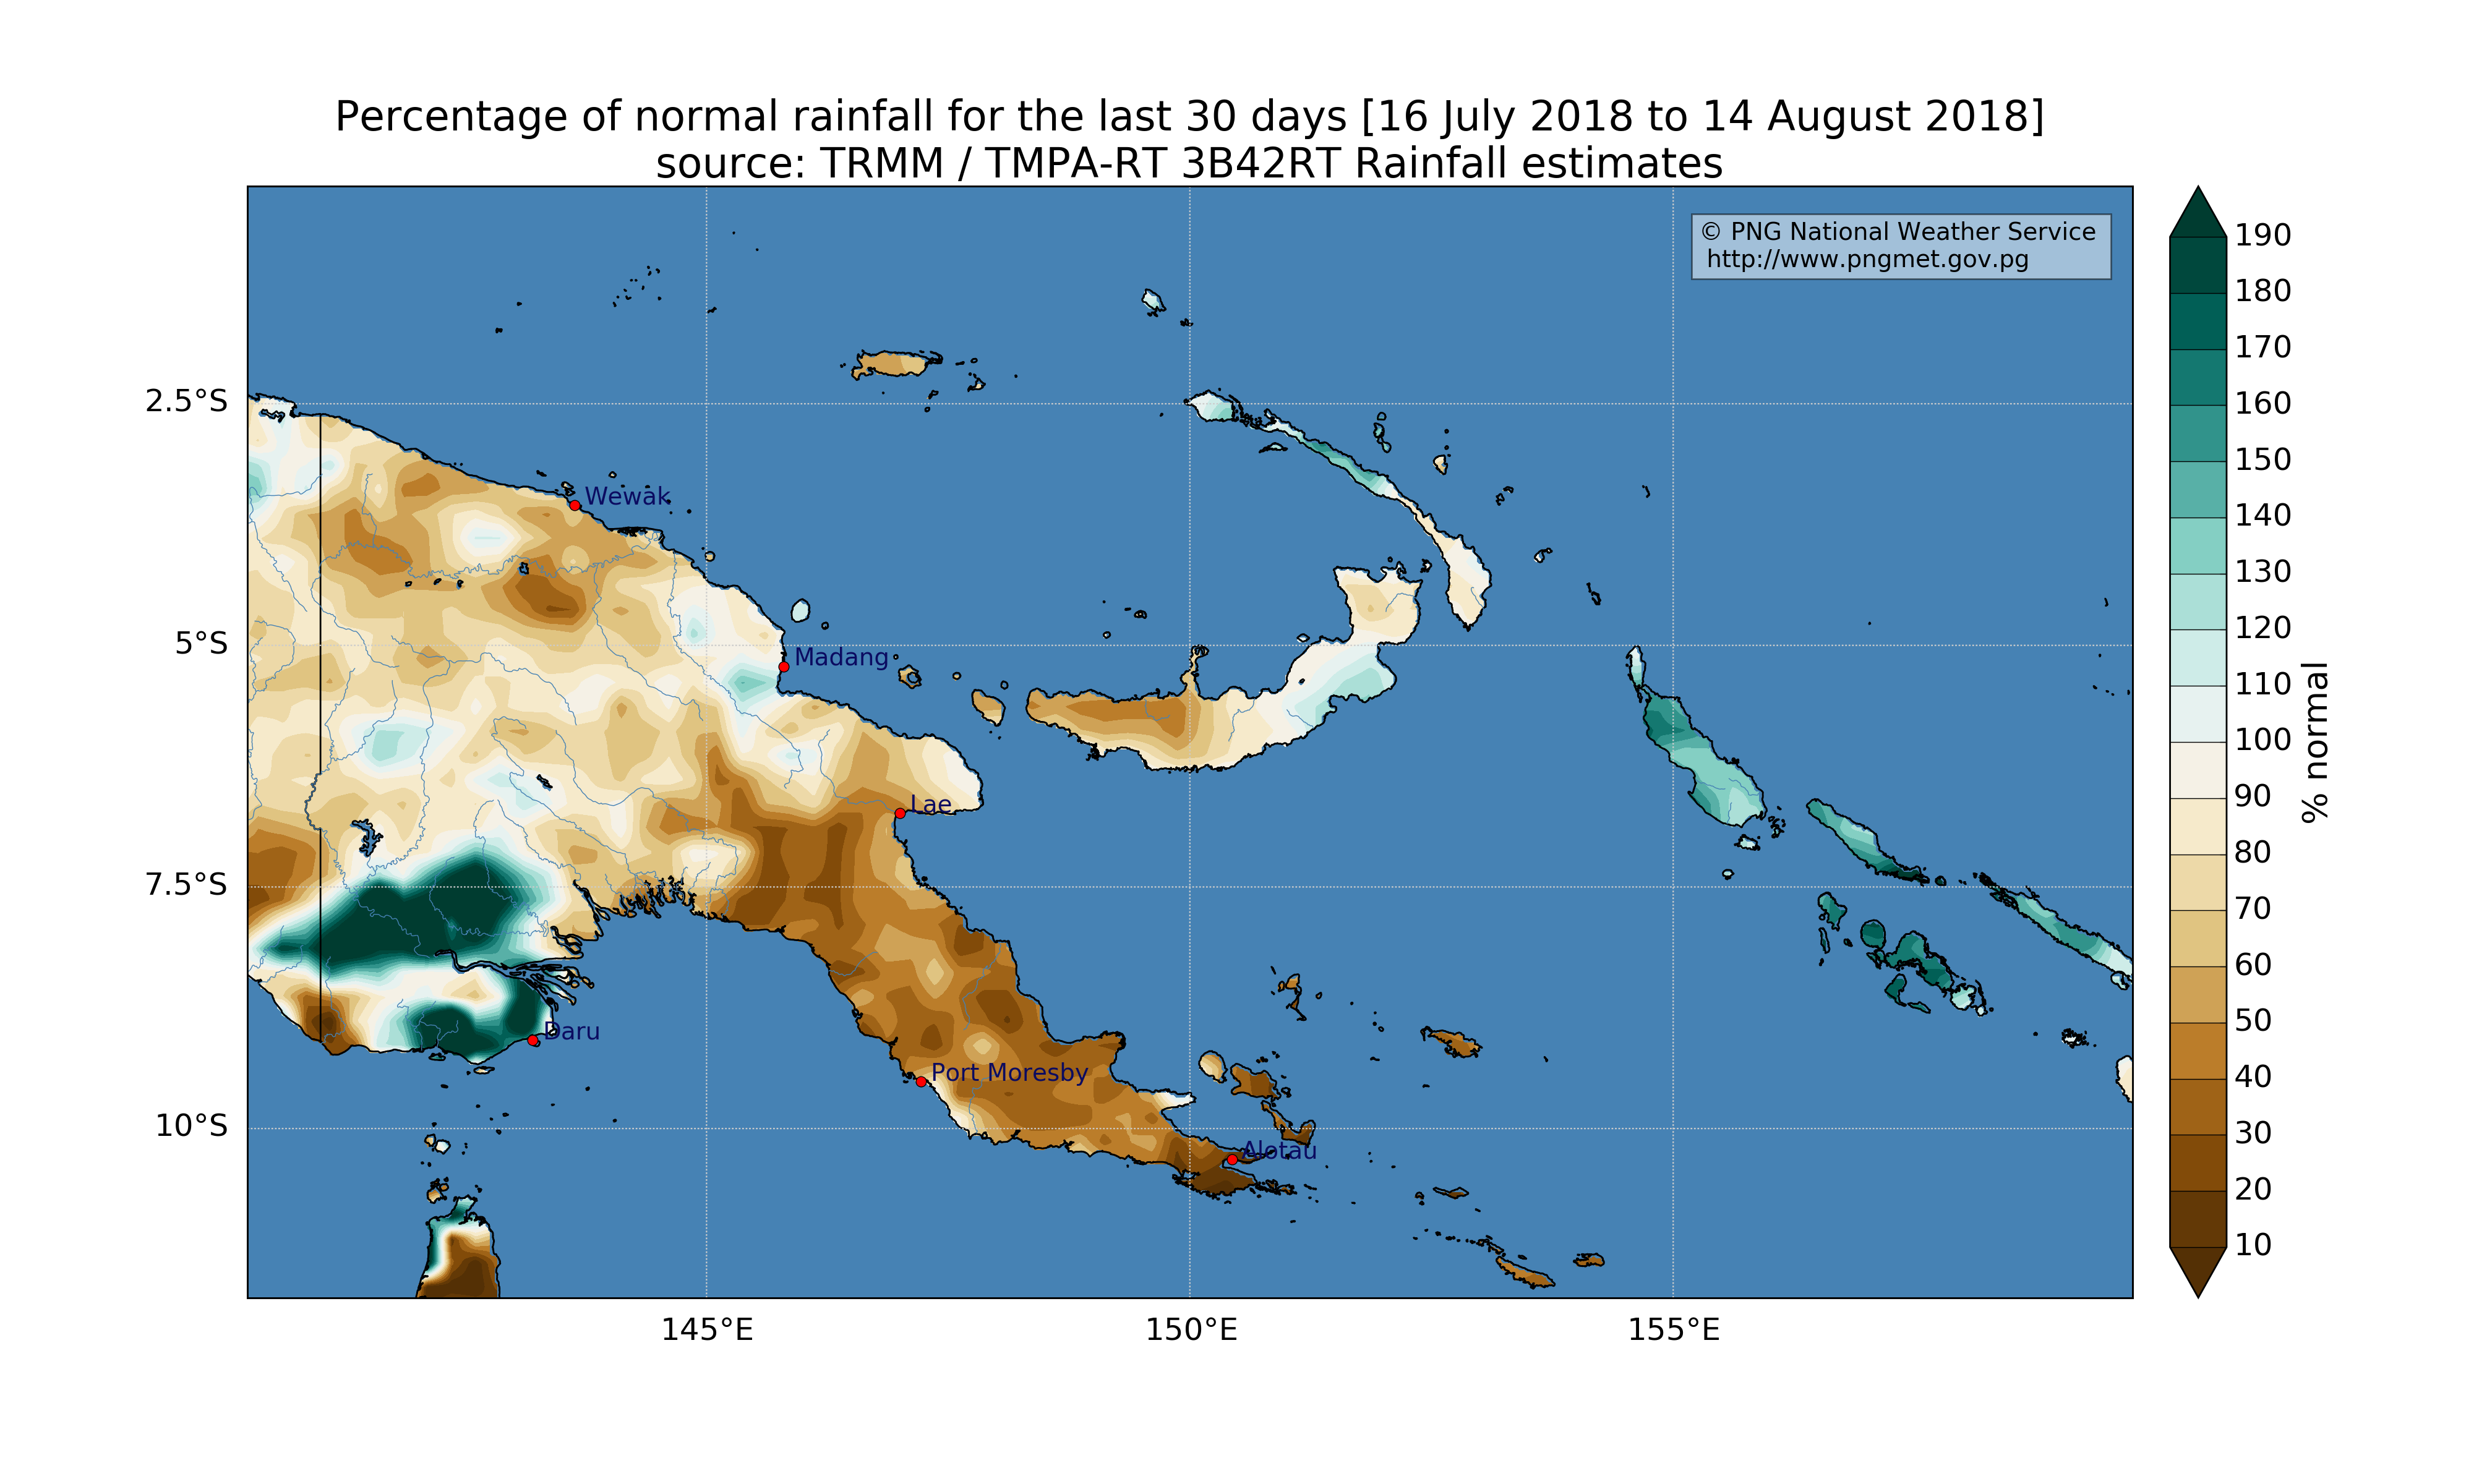 Percentage of normal rainfall for the last 30 days [16 July 2018 to 14 August 2018]
source: TRMM / TMPA-RT 3B42RT Rainfall estimates
© PNG National Weather Service
http://www.pngmet.gov.pg
2.5°S
5°S
7.5°S
10°S
145°E
150°E
155°E
Wewak
Madang
Lae
Daru
Port Moresby
Alotau
190
180
170
160
150
140
130
120
110
100
90
80
70
60
50
40
30
20
10
% normal